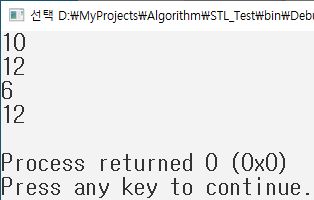 선택 D:₩MyProjects₩Algorithm₩STL_Test₩bin₩Debu
10
12
6
12
Process returned 0 (0x0)
Press any key to continue.